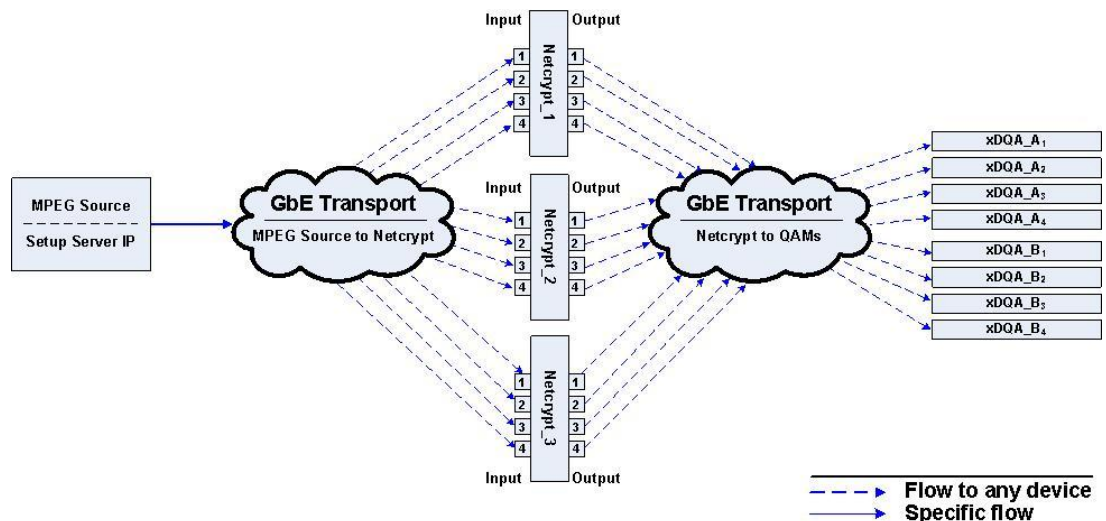 Input
Output
Netcrypt_1
1
2
3
4
1
2
3
4
MPEG Source
Setup Server IP
GbE Transport
MPEG Source to Netcrypt
Input
Output
Netcrypt_2
1
2
3
4
1
2
3
4
GbE Transport
Netcrypt to QAMs
xDQA_A₁
xDQA_A₂
xDQA_A₃
xDQA_A₄
xDQA_B₁
xDQA_B₂
xDQA_B₃
xDQA_B₄
Input
Output
Netcrypt_3
1
2
3
4
1
2
3
4
Input
Output
Flow to any device
Specific flow